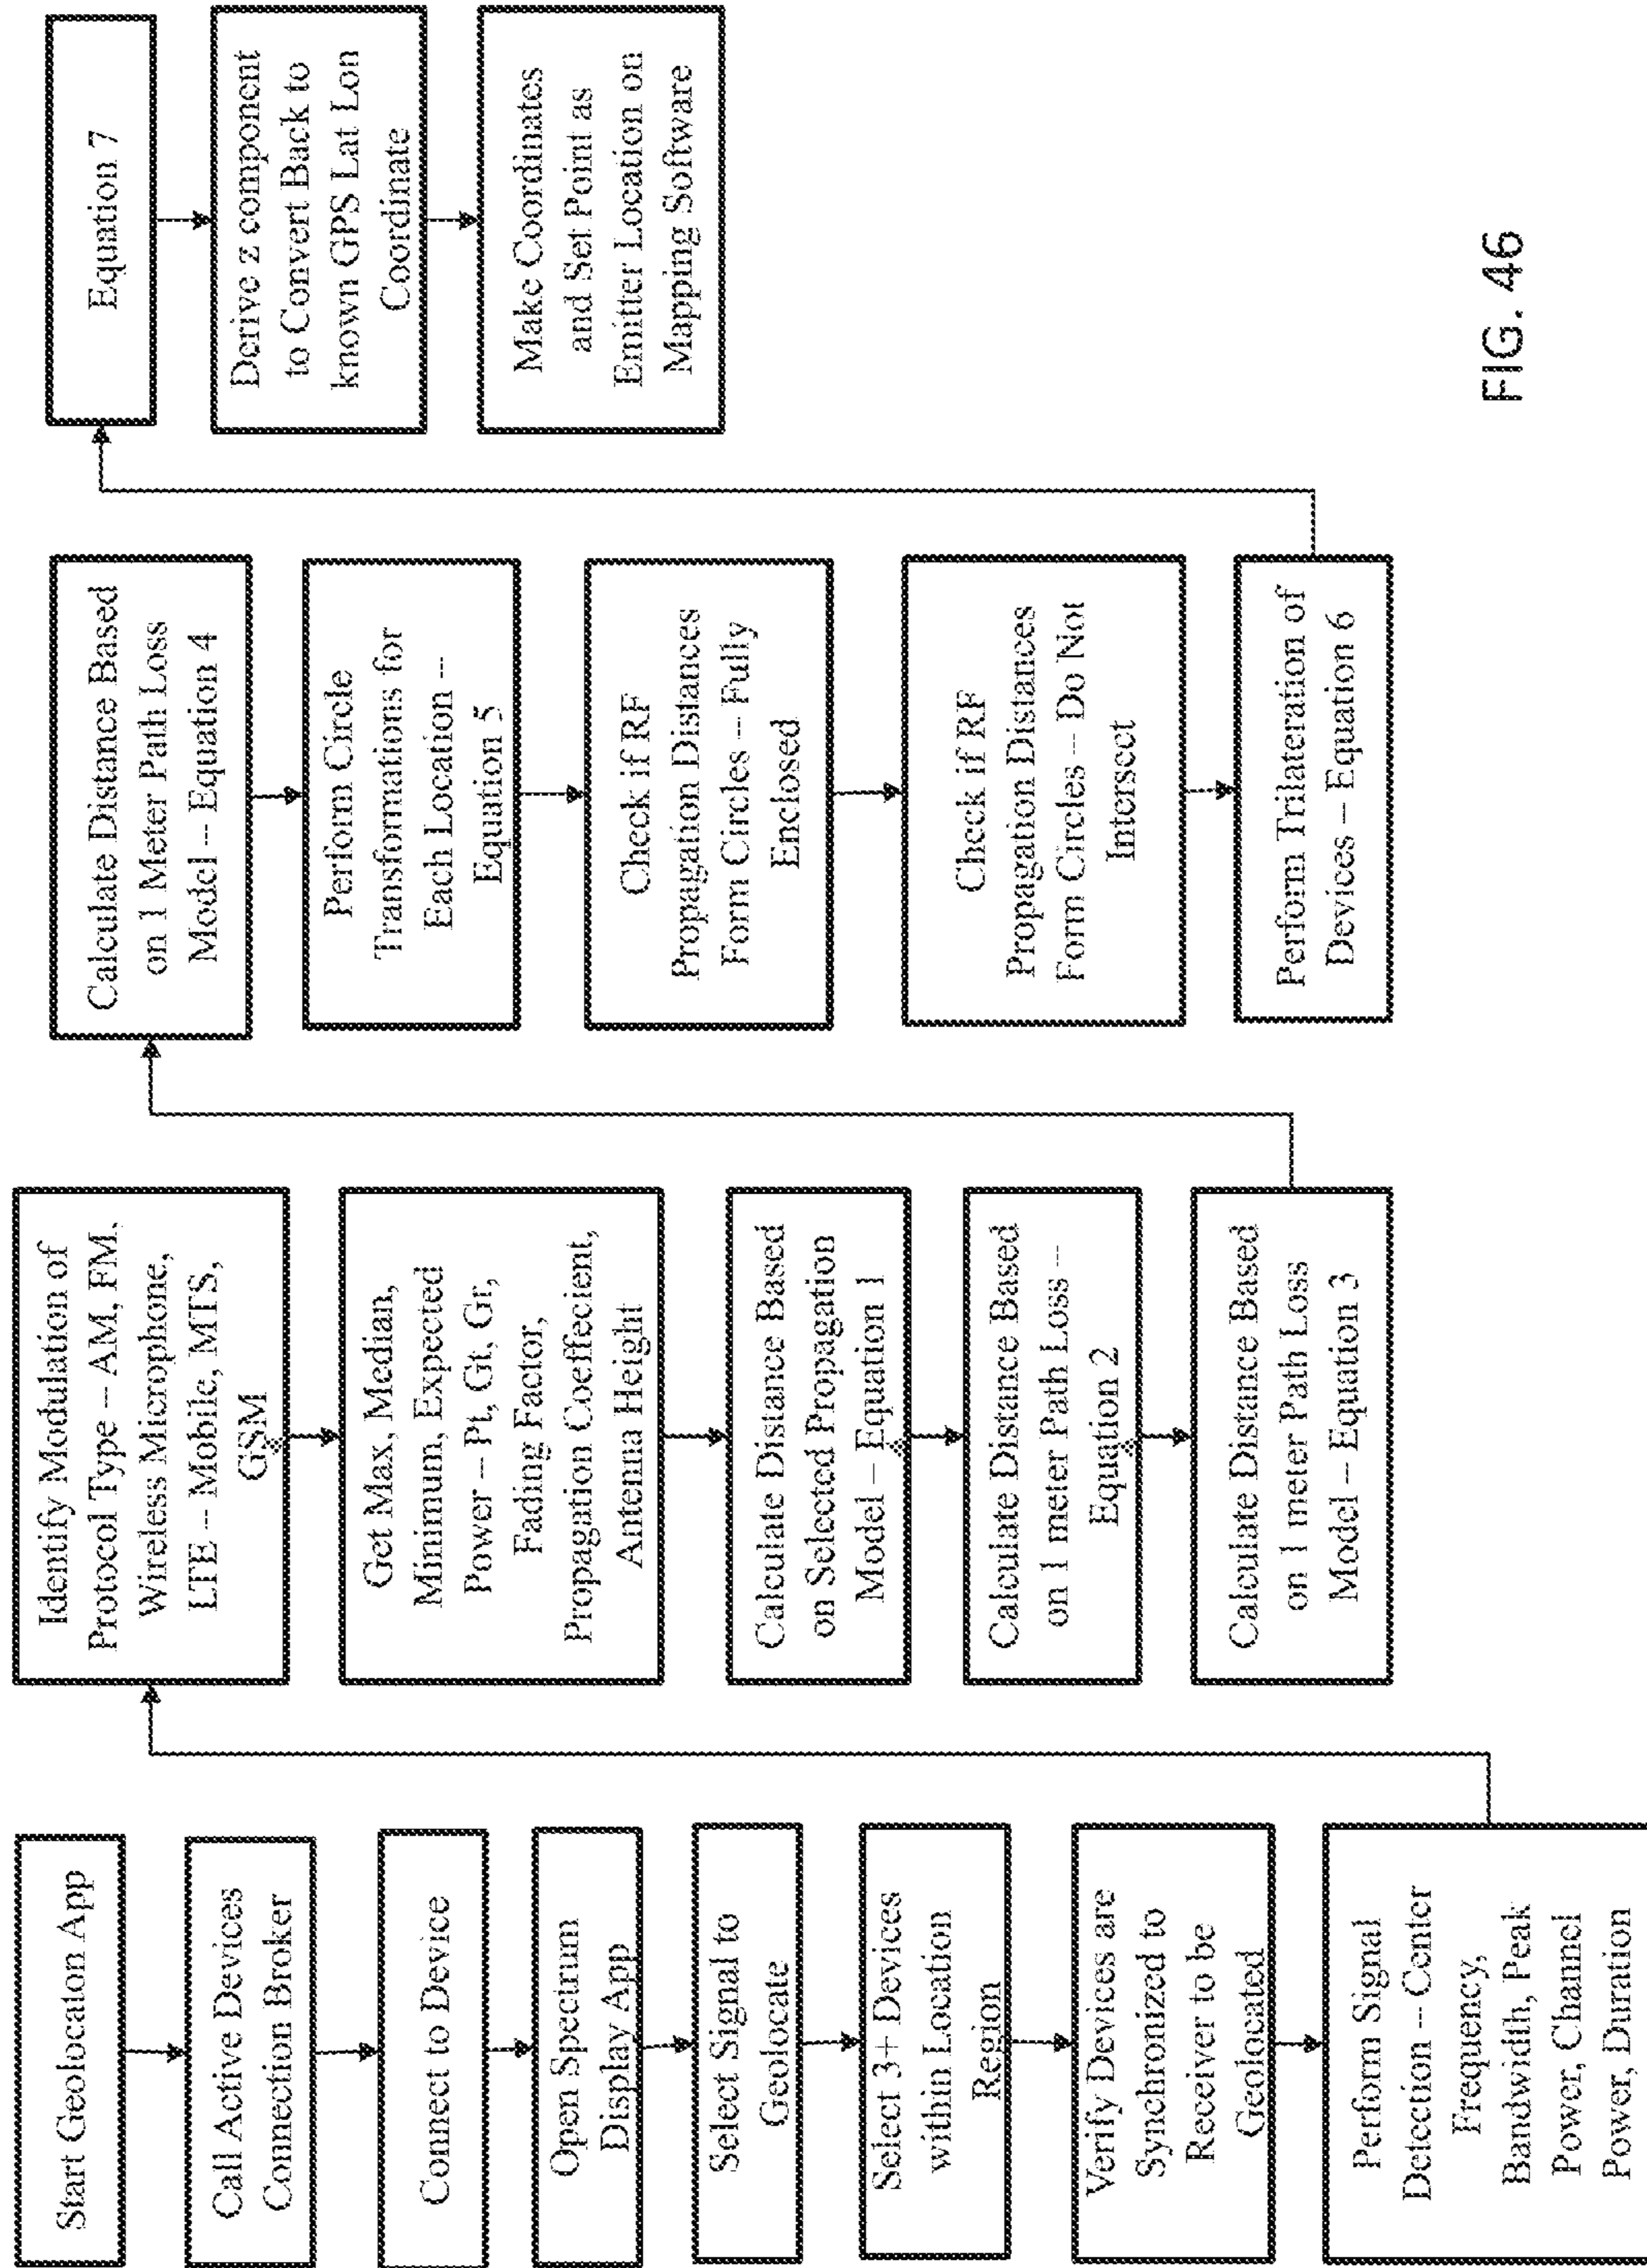 Start Geolocaton App
Call Active Devices
Connection Broker
Connect to Device
Open Spectrum
Display App
Select Signal to
Geolocate
Select 3+ Devices
within Location
Region
Verify Devices are
Synchronized to
Receiver to be
Geolocated
Perform Signal
Detection -- Center
Frequency,
Bandwidth, Peak
Power, Channel
Power, Duration
Identify Modulation of
Protocol Type – AM, FM,
Wireless Microphone,
LTE – Mobile, MTS,
GSM
Get Max, Median,
Minimum, Expected
Power – Pt, Gt, Gr,
Fading Factor,
Propagation Coeffecient,
Antenna Height
Calculate Distance Based
on Selected Propagation
Model – Equation 1
Calculate Distance Based
on 1 meter Path Loss --
Equation 2
Calculate Distance Based
on 1 meter Path Loss
Model – Equation 3
Calculate Distance Based
on 1 Meter Path Loss
Model -- Equation 4
Perform Circle
Transformations for
Each Location --
Equation 5
Check if RF
Propagation Distances
Form Circles -- Fully
Enclosed
Check if RF
Propagation Distances
Form Circles -- Do Not
Intersect
Perform Trilateration of
Devices – Equation 6
Equation 7
Derive z component
to Convert Back to
known GPS Lat Lon
Coordinate
Make Coordinates
and Set Point as
Emitter Location on
Mapping Software
FIG. 46